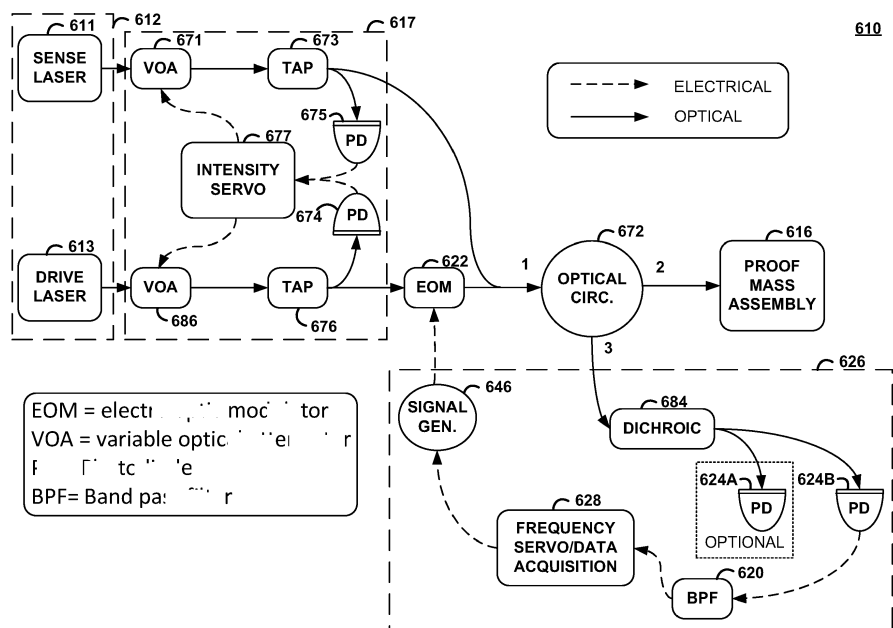 611
612
617
SENSE
LASER
671
VOA
673
TAP
610
ELECTRICAL
OPTICAL
675
PD
677
INTENSITY
SERVO
674
PD
613
DRIVE
LASER
VOA
686
TAP
676
622
EOM
1
672
OPTICAL
CIRC.
2
3
616
PROOF
MASS
ASSEMBLY
626
646
SIGNAL
GEN.
684
DICHROIC
624A
PD
OPTIONAL
624B
PD
628
FREQUENCY
SERVO/DATA
ACQUISITION
620
BPF
EOM =
VOA = variable
BPF= Band